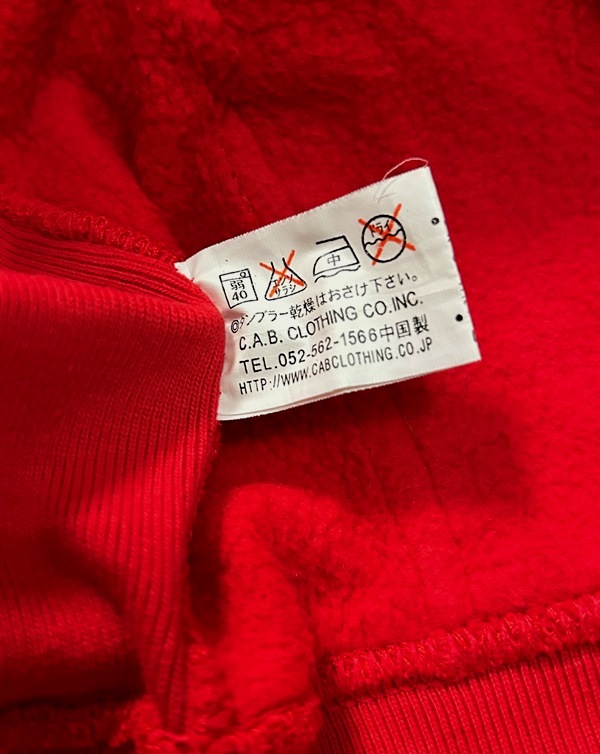 弱 40 エンソサラシ 中 ドライ
◎タンブラー乾燥はおさけ下さい。
C.A.B. CLOTHING CO.INC.
TEL.052-562-1566中国製
HTTP://WWW.CABCLOTHING.CO.JP